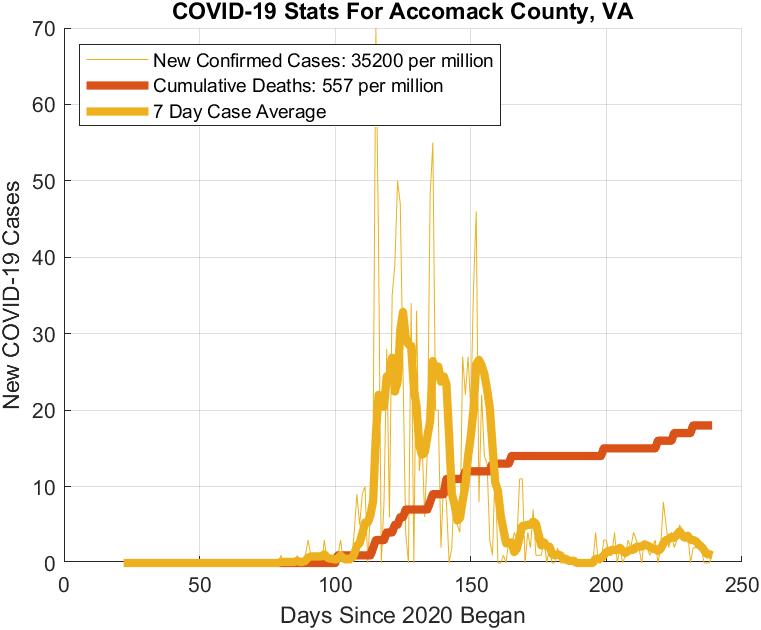 COVID-19 Stats For Accomack County, VA
New Confirmed Cases: 35200 per million
Cumulative Deaths: 557 per million
7 Day Case Average
New COVID-19 Cases
70
60
50
40
30
20
10
0
0 50 100 150 200 250
Days Since 2020 Began